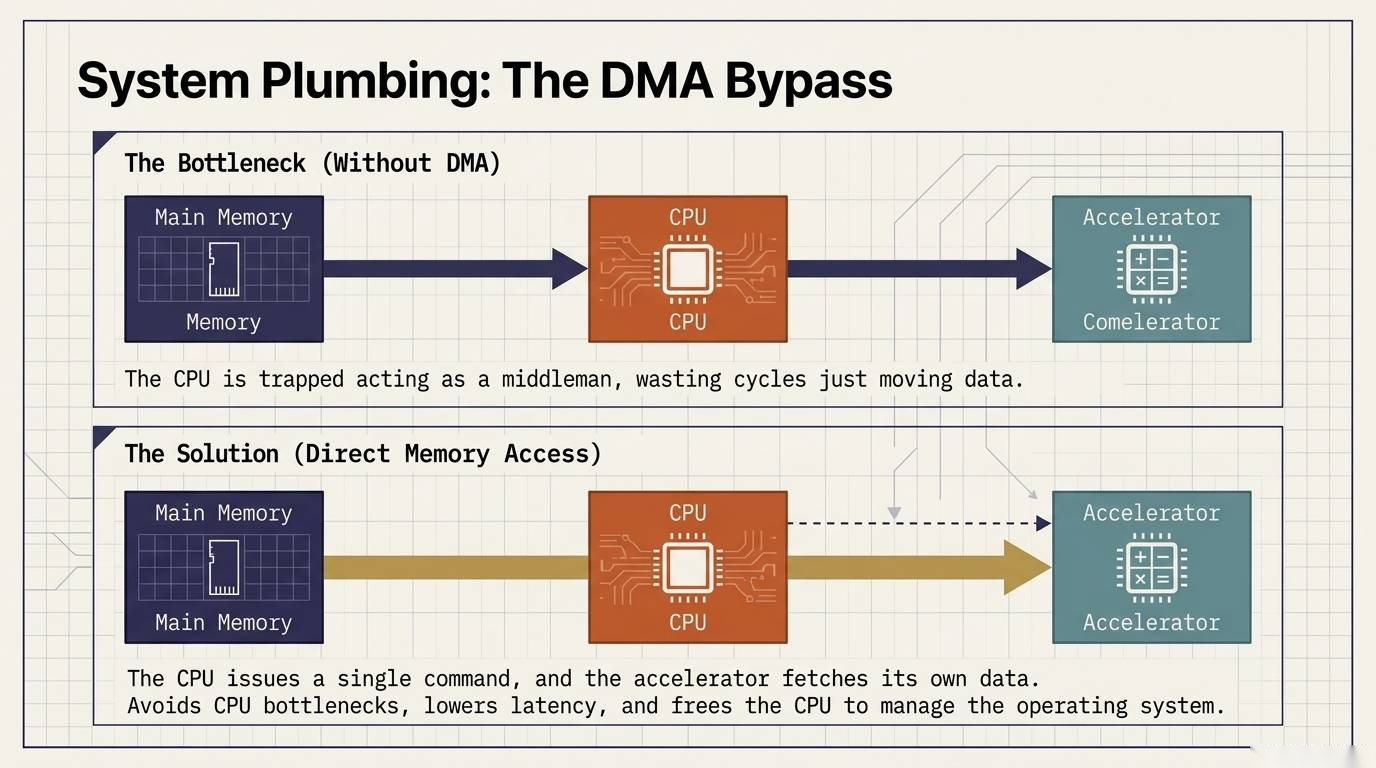 System Plumbing: The DMA Bypass
The Bottleneck (Without DMA)
Main Memory
Memory
CPU
CPU
Accelerator
Comelerator
The CPU is trapped acting as a middleman, wasting cycles just moving data.
The Solution (Direct Memory Access)
Main Memory
Main Memory
CPU
CPU
Accelerator
Accelerator
The CPU issues a single command, and the accelerator fetches its own data.
Avoids CPU bottlenecks, lowers latency, and frees the CPU to manage the operating system.